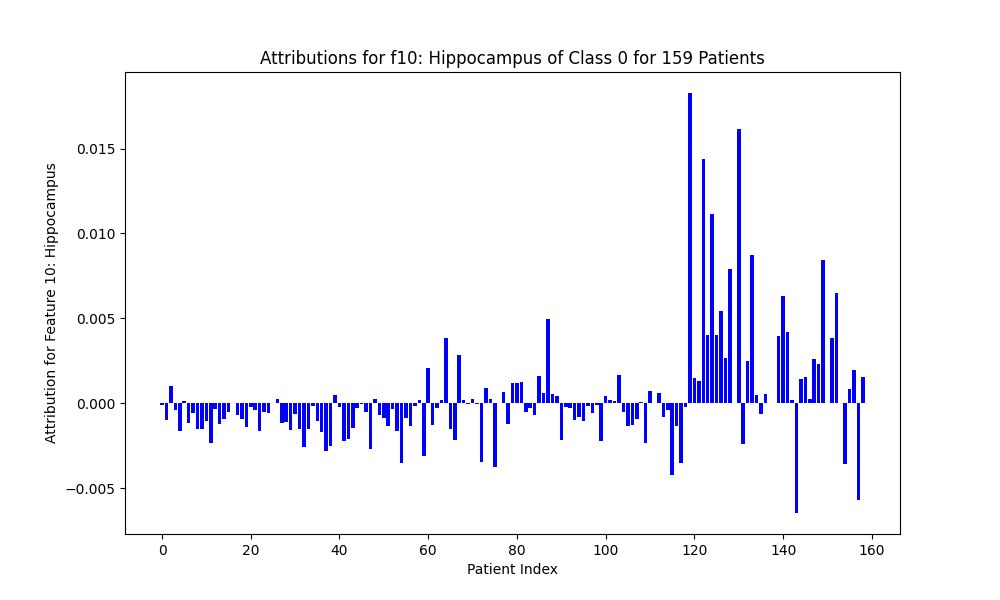 Attributions for f10: Hippocampus of Class 0 for 159 Patients
Attribution for Feature 10: Hippocampus
0.015
0.010
0.005
0.000
−0.005
0 20 40 60 80 100 120 140 160
Patient Index